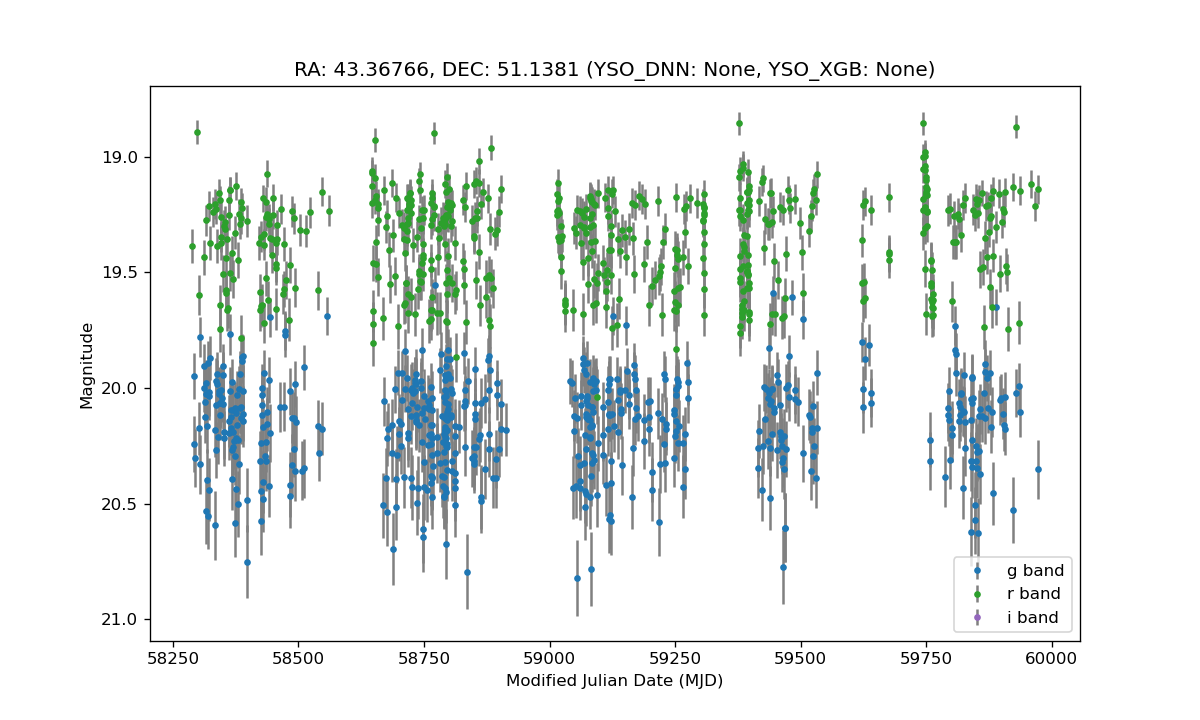 RA: 43.36766, DEC: 51.1381 (YSO_DNN: None, YSO_XGB: None)
Magnitude
19.0
19.5
20.0
20.5
21.0
g band
r band
i band
58250 58500 58750 59000 59250 59500 59750 60000
Modified Julian Date (MJD)